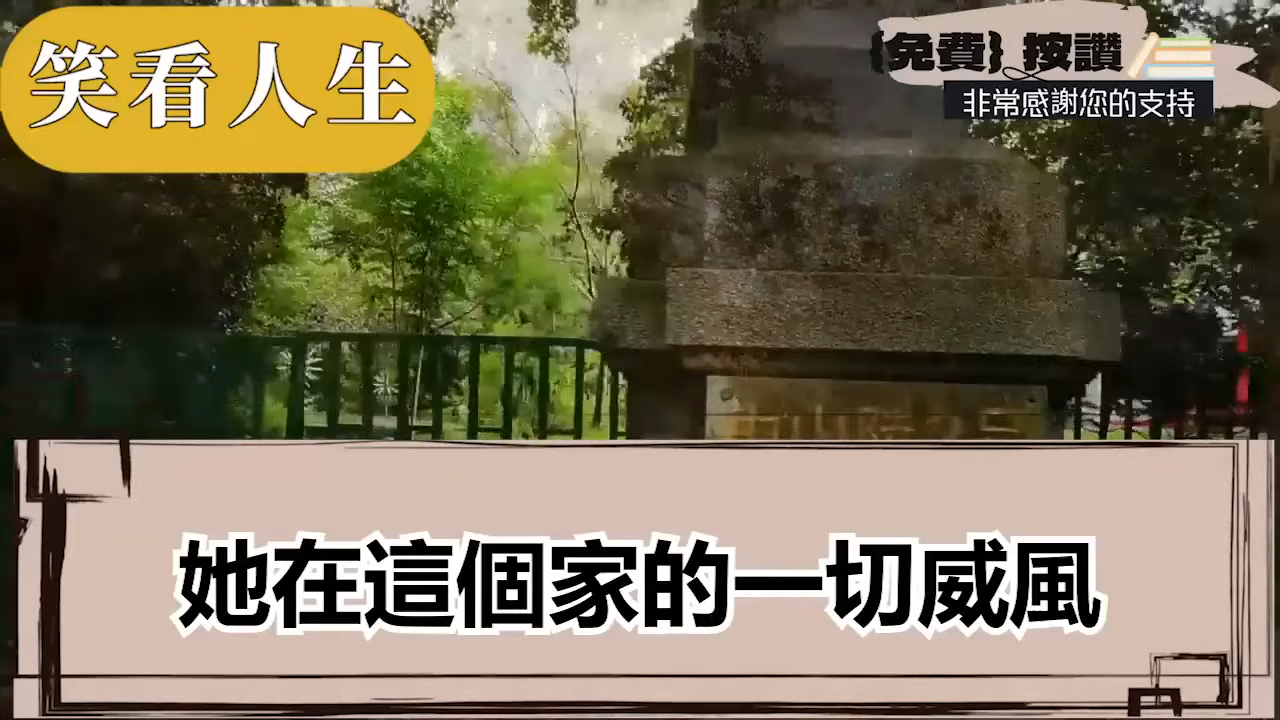 笑看人生
{免費} 按讚
非常感謝您的支持
她在這個家的一切威風